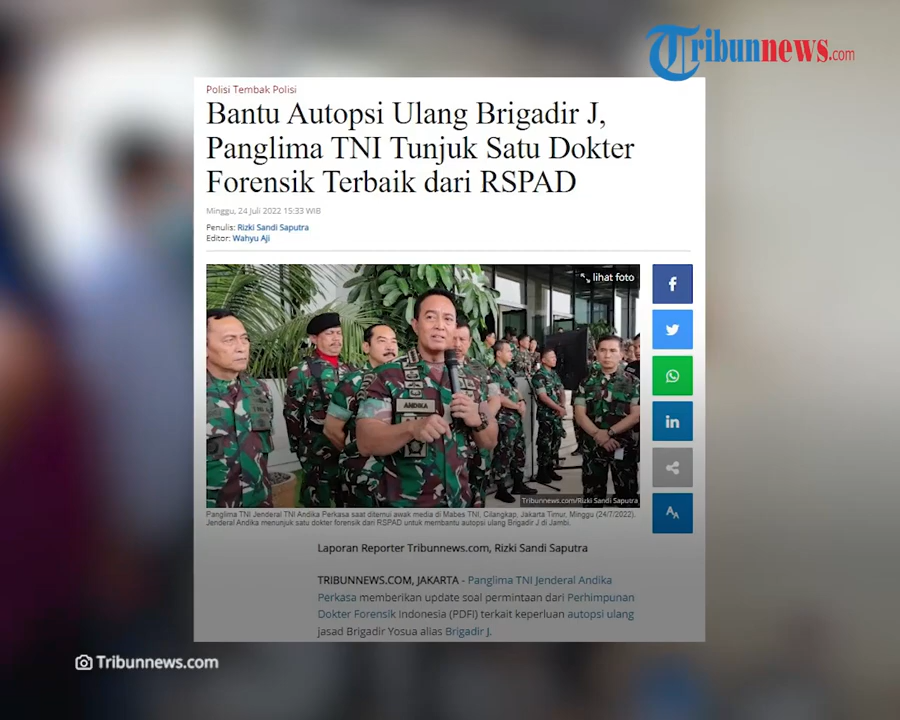 Tribunnews.com
Polisi Tembak Polisi
Bantu Autopsi Ulang Brigadir J,
Panglima TNI Tunjuk Satu Dokter
Forensik Terbaik dari RSPAD
Minggu, 24 Juli 2022 15:33 WIB
Penulis: Rizki Sandi Saputra
Editor: Wahyu Aji
lihat foto
ANDIKA
Tribunnews.com/Rizki Sandi Saputra
Panglima TNI Jenderal TNI Andika Perkasa saat ditemui awak media di Mabes TNI, Cilangkap, Jakarta Timur, Minggu (24/7/2022).
Jenderal Andika menunjuk satu dokter forensik dari RSPAD untuk membantu autopsi ulang Brigadir J di Jambi.
Laporan Reporter Tribunnews.com, Rizki Sandi Saputra
TRIBUNNEWS.COM, JAKARTA - Panglima TNI Jenderal Andika
Perkasa memberikan update soal permintaan dari Perhimpunan
Dokter Forensik Indonesia (PDFI) terkait keperluan autopsi ulang
jasad Brigadir Yosua alias Brigadir J.
Tribunnews.com